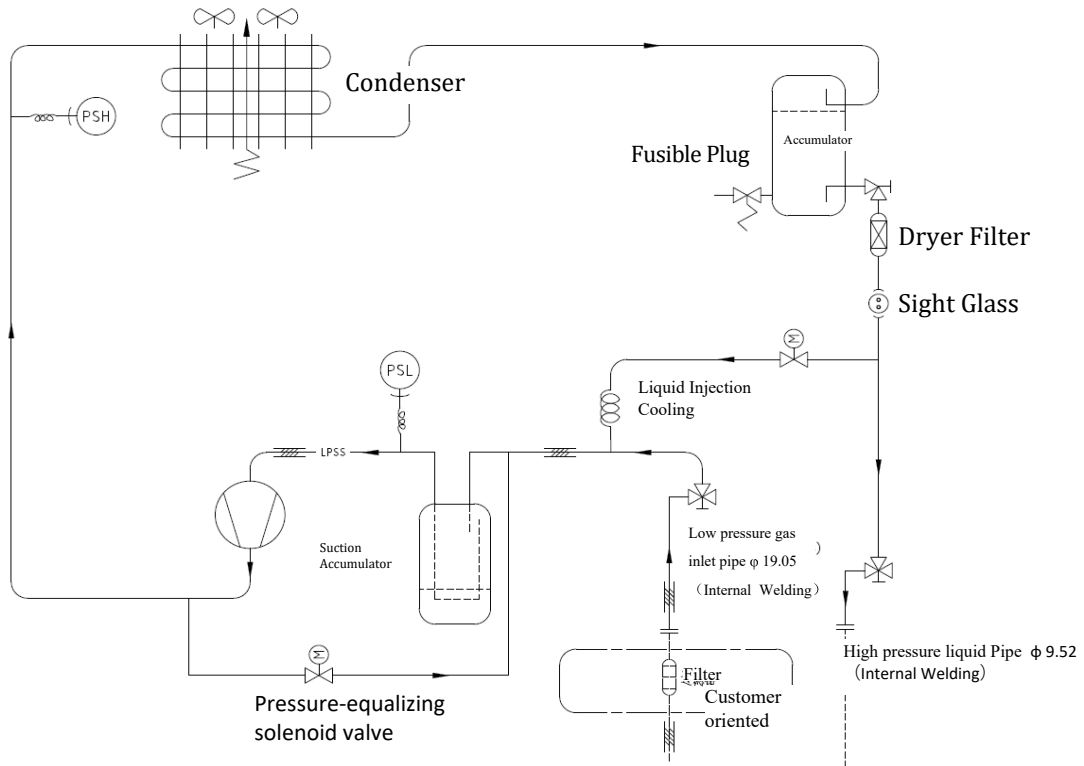 PSH
Condenser
Accumulator
Fusible Plug
Dryer Filter
Sight Glass
M
PSL
Liquid Injection
Cooling
LPSS
Suction
Accumulator
Low pressure gas
inlet pipe φ 19.05 )
（Internal Welding）
M
Pressure-equalizing
solenoid valve
Filter
Customer
oriented
High pressure liquid Pipe ϕ 9.52
（Internal Welding）